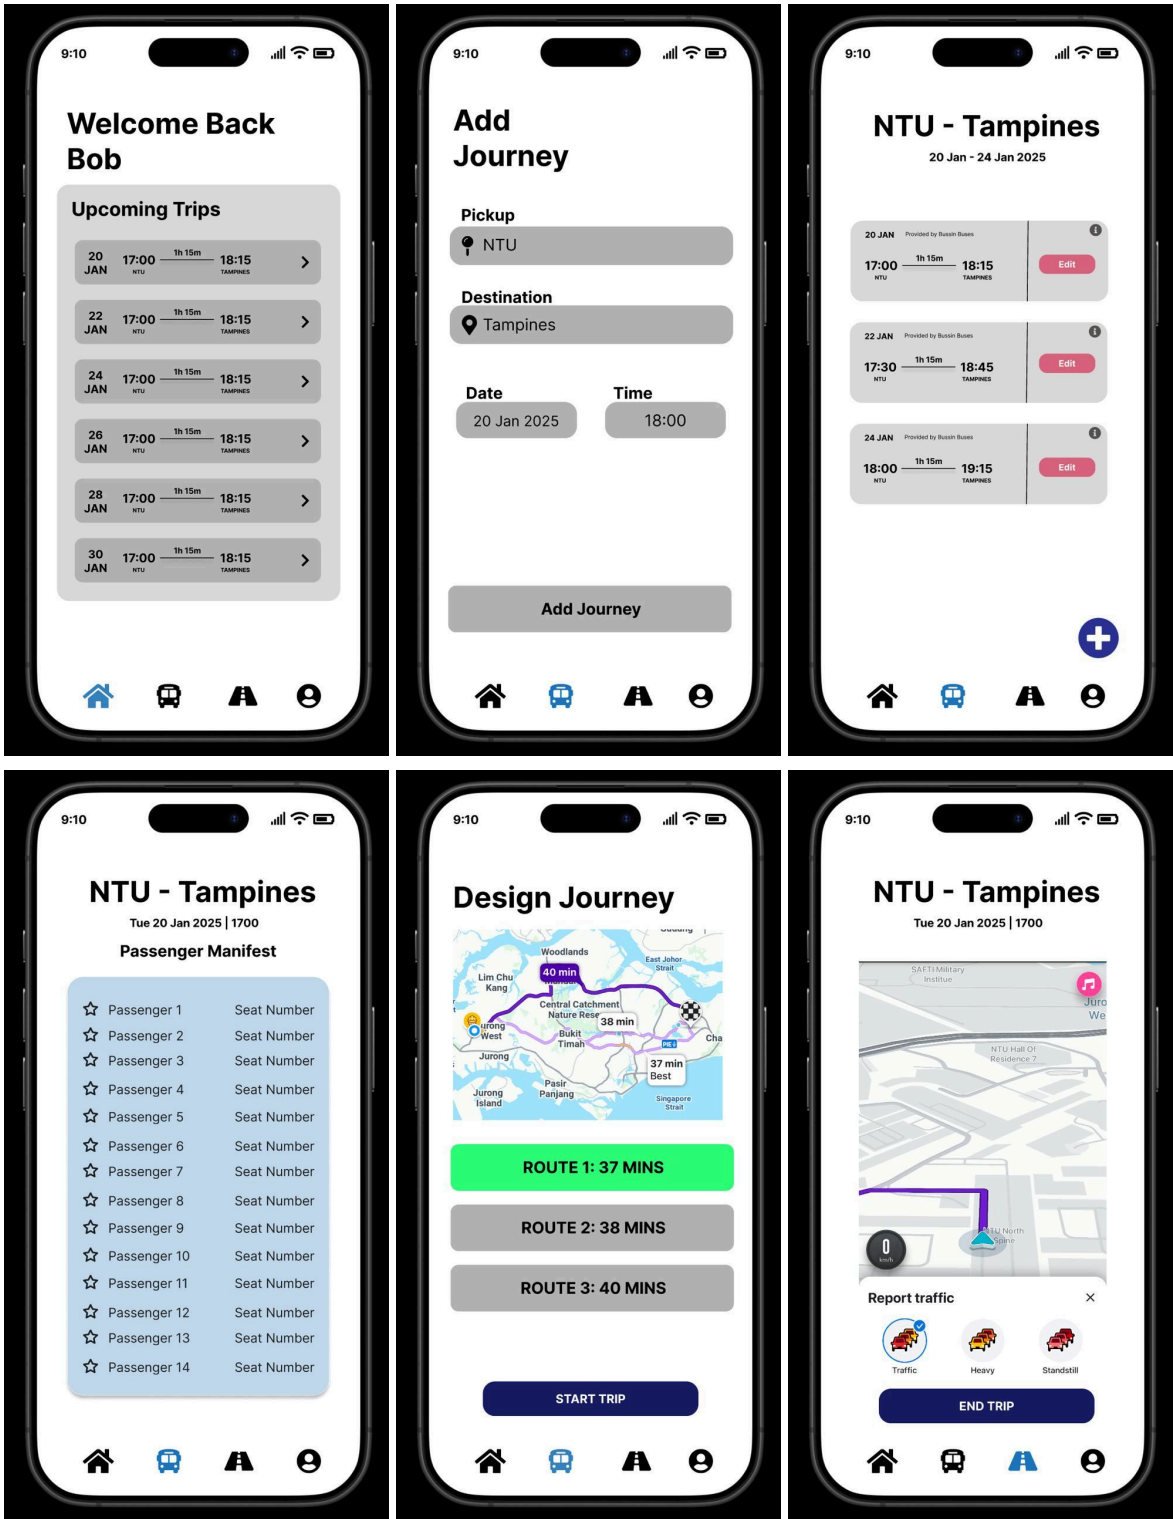 9:10
Welcome Back
Bob
Upcoming Trips
20 JAN 17:00 1h 15m 18:15
NTU TAMPINES
22 JAN 17:00 1h 15m 18:15
NTU TAMPINES
24 JAN 17:00 1h 15m 18:15
NTU TAMPINES
26 JAN 17:00 1h 15m 18:15
NTU TAMPINES
28 JAN 17:00 1h 15m 18:15
NTU TAMPINES
30 JAN 17:00 1h 15m 18:15
NTU TAMPINES
9:10
Add
Journey
Pickup
NTU
Destination
Tampines
Date Time
20 Jan 2025 18:00
Add Journey
9:10
NTU - Tampines
20 Jan - 24 Jan 2025
20 JAN Provided by Bussin Buses
17:00 1h 15m 18:15 Edit
NTU TAMPINES
22 JAN Provided by Bussin Buses
17:30 1h 15m 18:45 Edit
NTU TAMPINES
24 JAN Provided by Bussin Buses
18:00 1h 15m 19:15 Edit
NTU TAMPINES
9:10
NTU - Tampines
Tue 20 Jan 2025 | 1700
Passenger Manifest
Passenger 1 Seat Number
Passenger 2 Seat Number
Passenger 3 Seat Number
Passenger 4 Seat Number
Passenger 5 Seat Number
Passenger 6 Seat Number
Passenger 7 Seat Number
Passenger 8 Seat Number
Passenger 9 Seat Number
Passenger 10 Seat Number
Passenger 11 Seat Number
Passenger 12 Seat Number
Passenger 13 Seat Number
Passenger 14 Seat Number
9:10
Design Journey
Woodlands
East Johor
Strait
Lim Chu
Kang
40 min
Central Catchment
Nature Rese
38 min
urong
West
Bukit
Timah
PIE
Cha
Jurong
37 min
Best
Pasir
Panjang
Jurong
Island
Singapore
Strait
ROUTE 1: 37 MINS
ROUTE 2: 38 MINS
ROUTE 3: 40 MINS
START TRIP
9:10
NTU - Tampines
Tue 20 Jan 2025 | 1700
SAFTI Military
Institue
Juro
We
NTU Hall Of
Residence 7
NTU North
Spine
0
km/h
Report traffic
Traffic Heavy Standstill
END TRIP